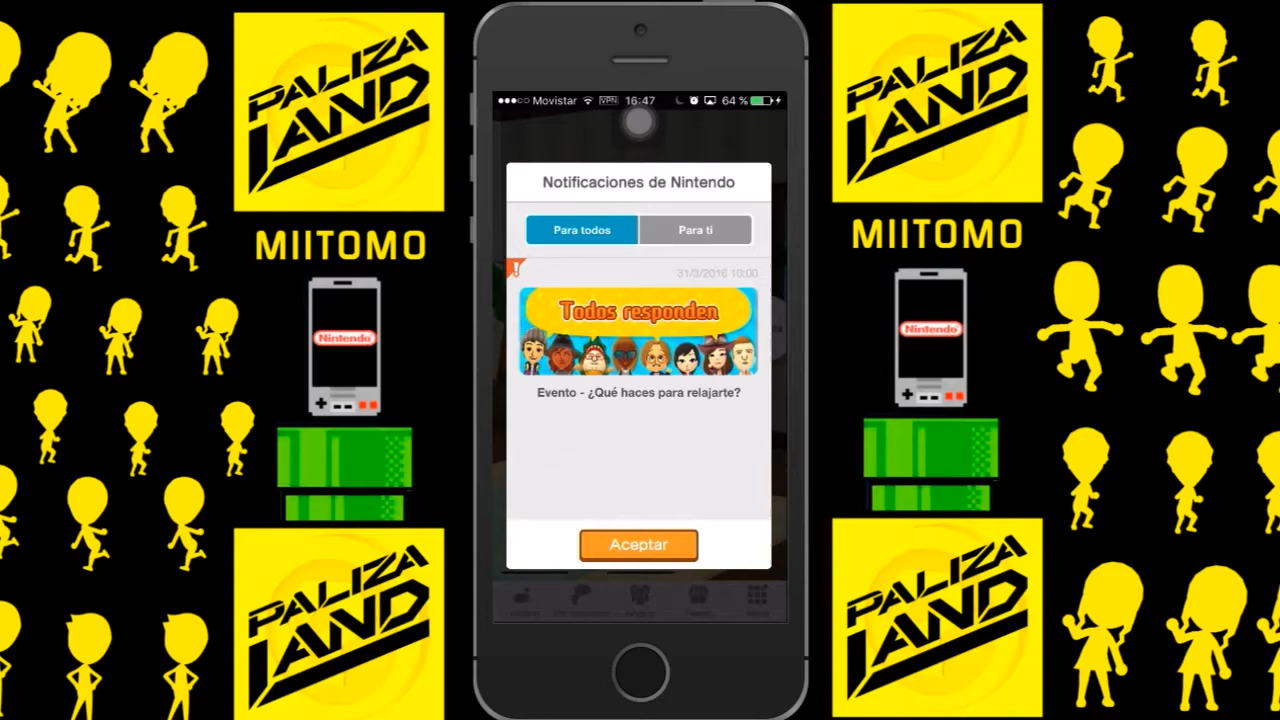 PALIZA
LAND
MIITOMO
Nintendo
PALIZA
LAND
Movistar VPN 16:47 64 %
Notificaciones de Nintendo
Para todos Para ti
31/3/2016 10:00
Todos responden
Evento - ¿Qué haces para relajarte?
Aceptar
PALIZA
LAND
MIITOMO
Nintendo
PALIZA
LAND